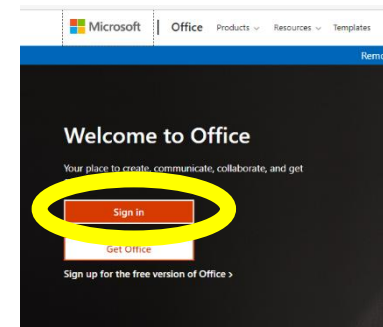 Microsoft Office Products Resources Templates
Remo
Welcome to Office
Your place to create, communicate, collaborate, and get
Sign in
Get Office
Sign up for the free version of Office >